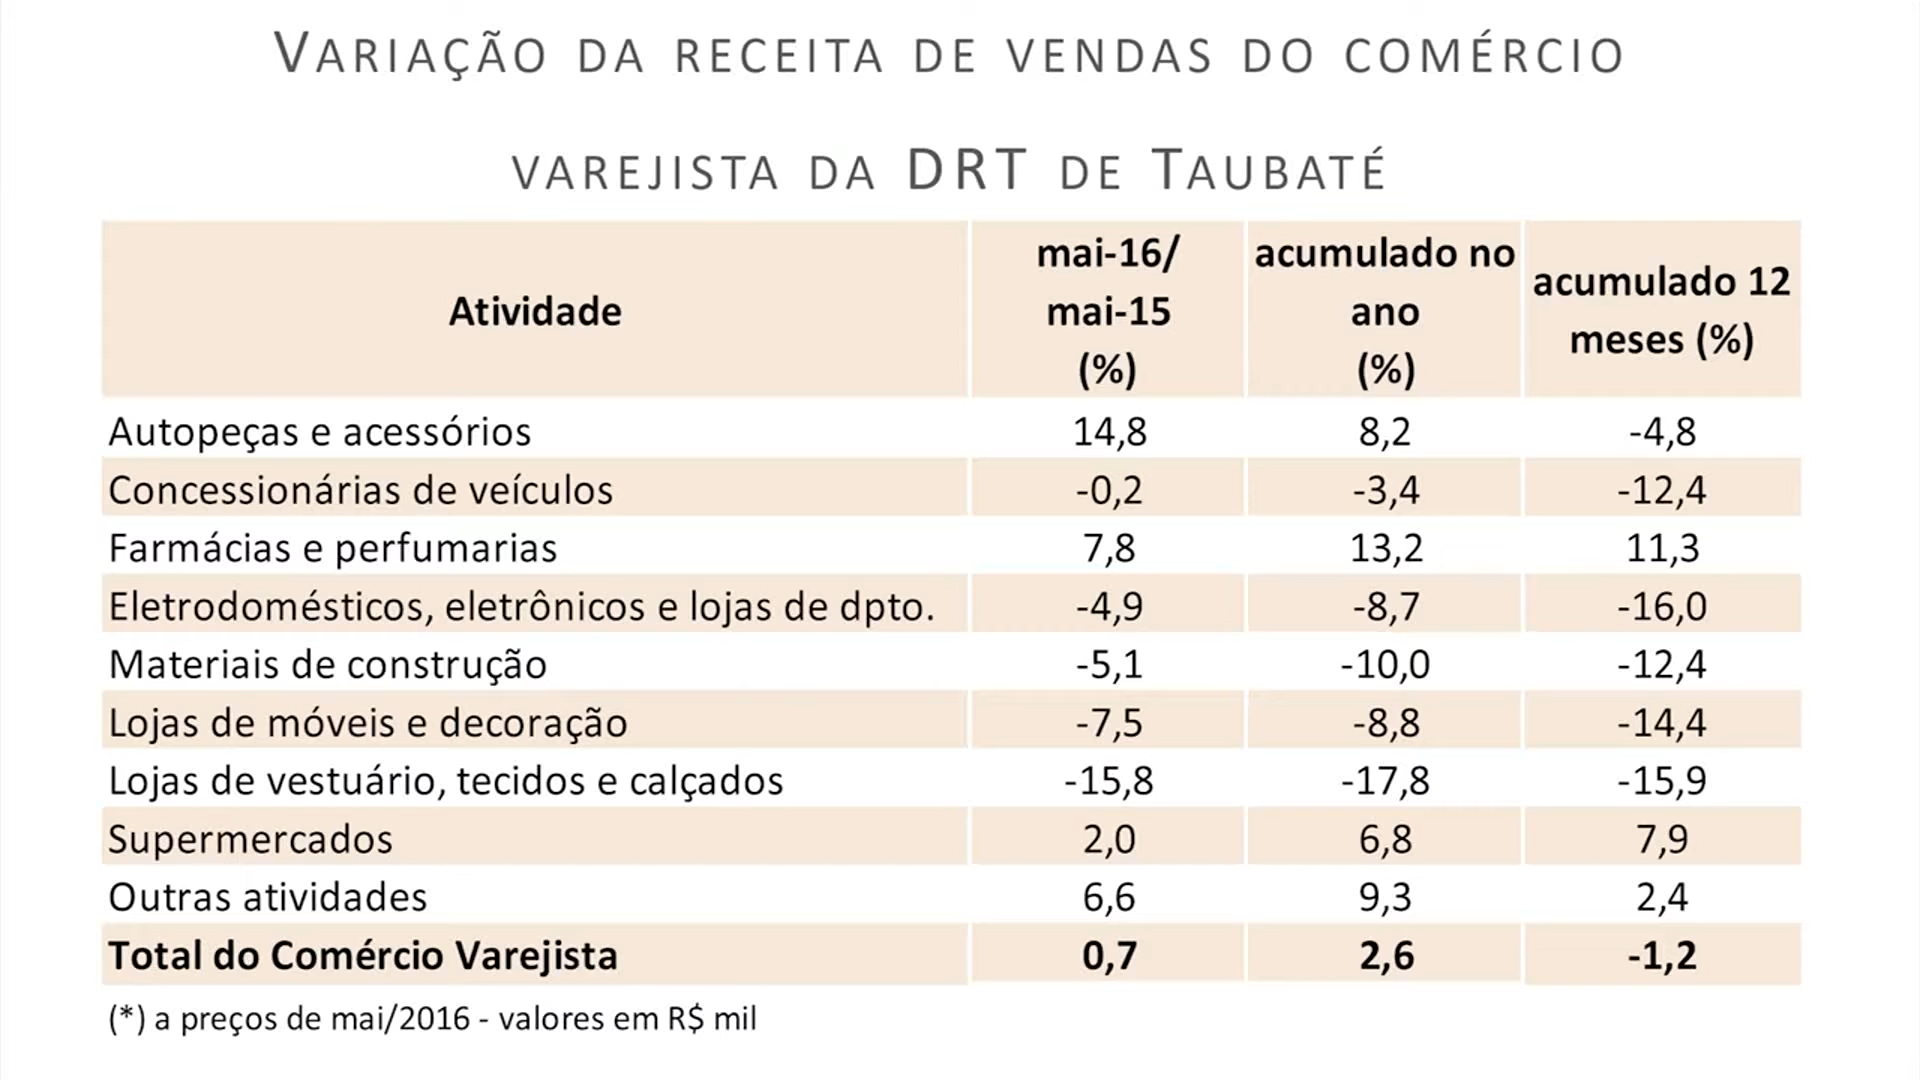 VARIAÇÃO DA RECEITA DE VENDAS DO COMÉRCIO
VAREJISTA DA DRT DE TAUBATÉ
Atividade mai-16/ mai-15 (%) acumulado no ano (%) acumulado 12 meses (%)
Autopeças e acessórios 14,8 8,2 -4,8
Concessionárias de veículos -0,2 -3,4 -12,4
Farmácias e perfumarias 7,8 13,2 11,3
Eletrodomésticos, eletrônicos e lojas de dpto. -4,9 -8,7 -16,0
Materiais de construção -5,1 -10,0 -12,4
Lojas de móveis e decoração -7,5 -8,8 -14,4
Lojas de vestuário, tecidos e calçados -15,8 -17,8 -15,9
Supermercados 2,0 6,8 7,9
Outras atividades 6,6 9,3 2,4
Total do Comércio Varejista 0,7 2,6 -1,2
(*) a preços de mai/2016 - valores em R$ mil